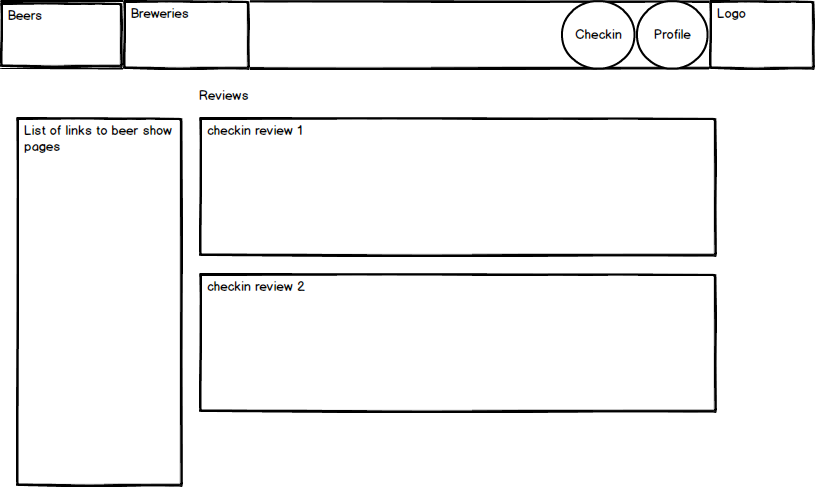 Beers
Breweries
Checkin
Profile
Logo
Reviews
List of links to beer show
pages
checkin review 1
checkin review 2